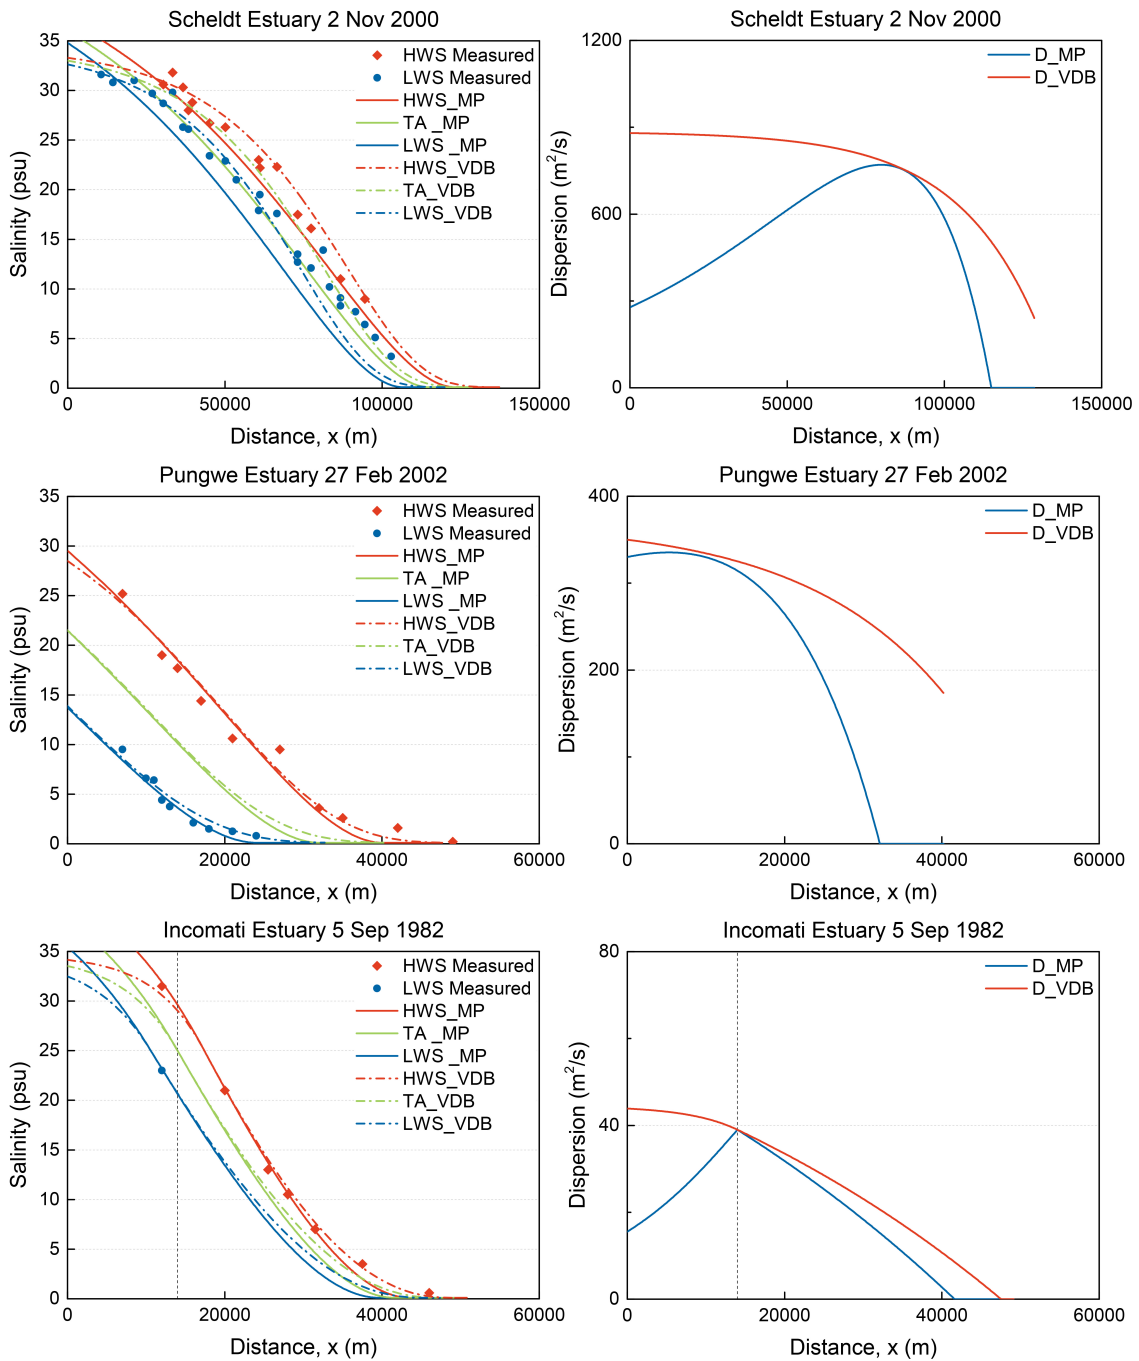 Scheldt Estuary 2 Nov 2000
35
30
25
20
15
10
5
0
0
50000
100000
150000
Salinity (psu)
Distance, x (m)
HWS Measured
LWS Measured
HWS_MP
TA _MP
LWS _MP
HWS_VDB
TA_VDB
LWS_VDB
Scheldt Estuary 2 Nov 2000
1200
600
0
0
50000
100000
150000
Dispersion (m²/s)
Distance, x (m)
D_MP
D_VDB
Pungwe Estuary 27 Feb 2002
35
30
25
20
15
10
5
0
0
20000
40000
60000
Salinity (psu)
Distance, x (m)
HWS Measured
LWS Measured
HWS_MP
TA _MP
LWS _MP
HWS_VDB
TA_VDB
LWS_VDB
Pungwe Estuary 27 Feb 2002
400
200
0
0
20000
40000
60000
Dispersion (m²/s)
Distance, x (m)
D_MP
D_VDB
Incomati Estuary 5 Sep 1982
35
30
25
20
15
10
5
0
0
20000
40000
60000
Salinity (psu)
Distance, x (m)
HWS Measured
LWS Measured
HWS_MP
TA _MP
LWS _MP
HWS_VDB
TA_VDB
LWS_VDB
Incomati Estuary 5 Sep 1982
80
40
0
0
20000
40000
60000
Dispersion (m²/s)
Distance, x (m)
D_MP
D_VDB